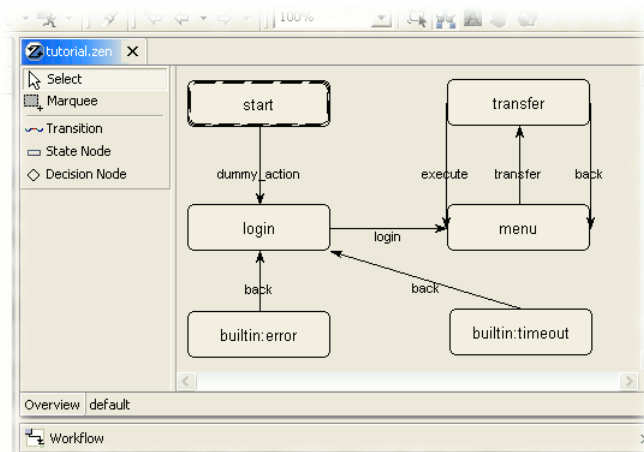 100%
tutorial.zen
Select
Marquee
Transition
State Node
Decision Node
start
transfer
dummy_action
execute
transfer
back
login
login
menu
back
back
builtin:error
builtin:timeout
Overview
default
Workflow